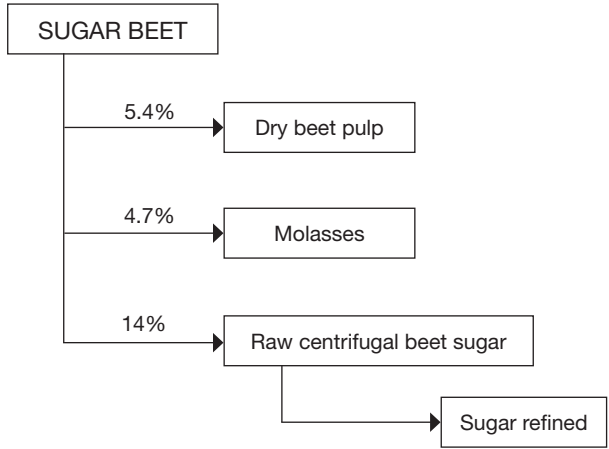 SUGAR BEET
5.4%
Dry beet pulp
4.7%
Molasses
14%
Raw centrifugal beet sugar
Sugar refined